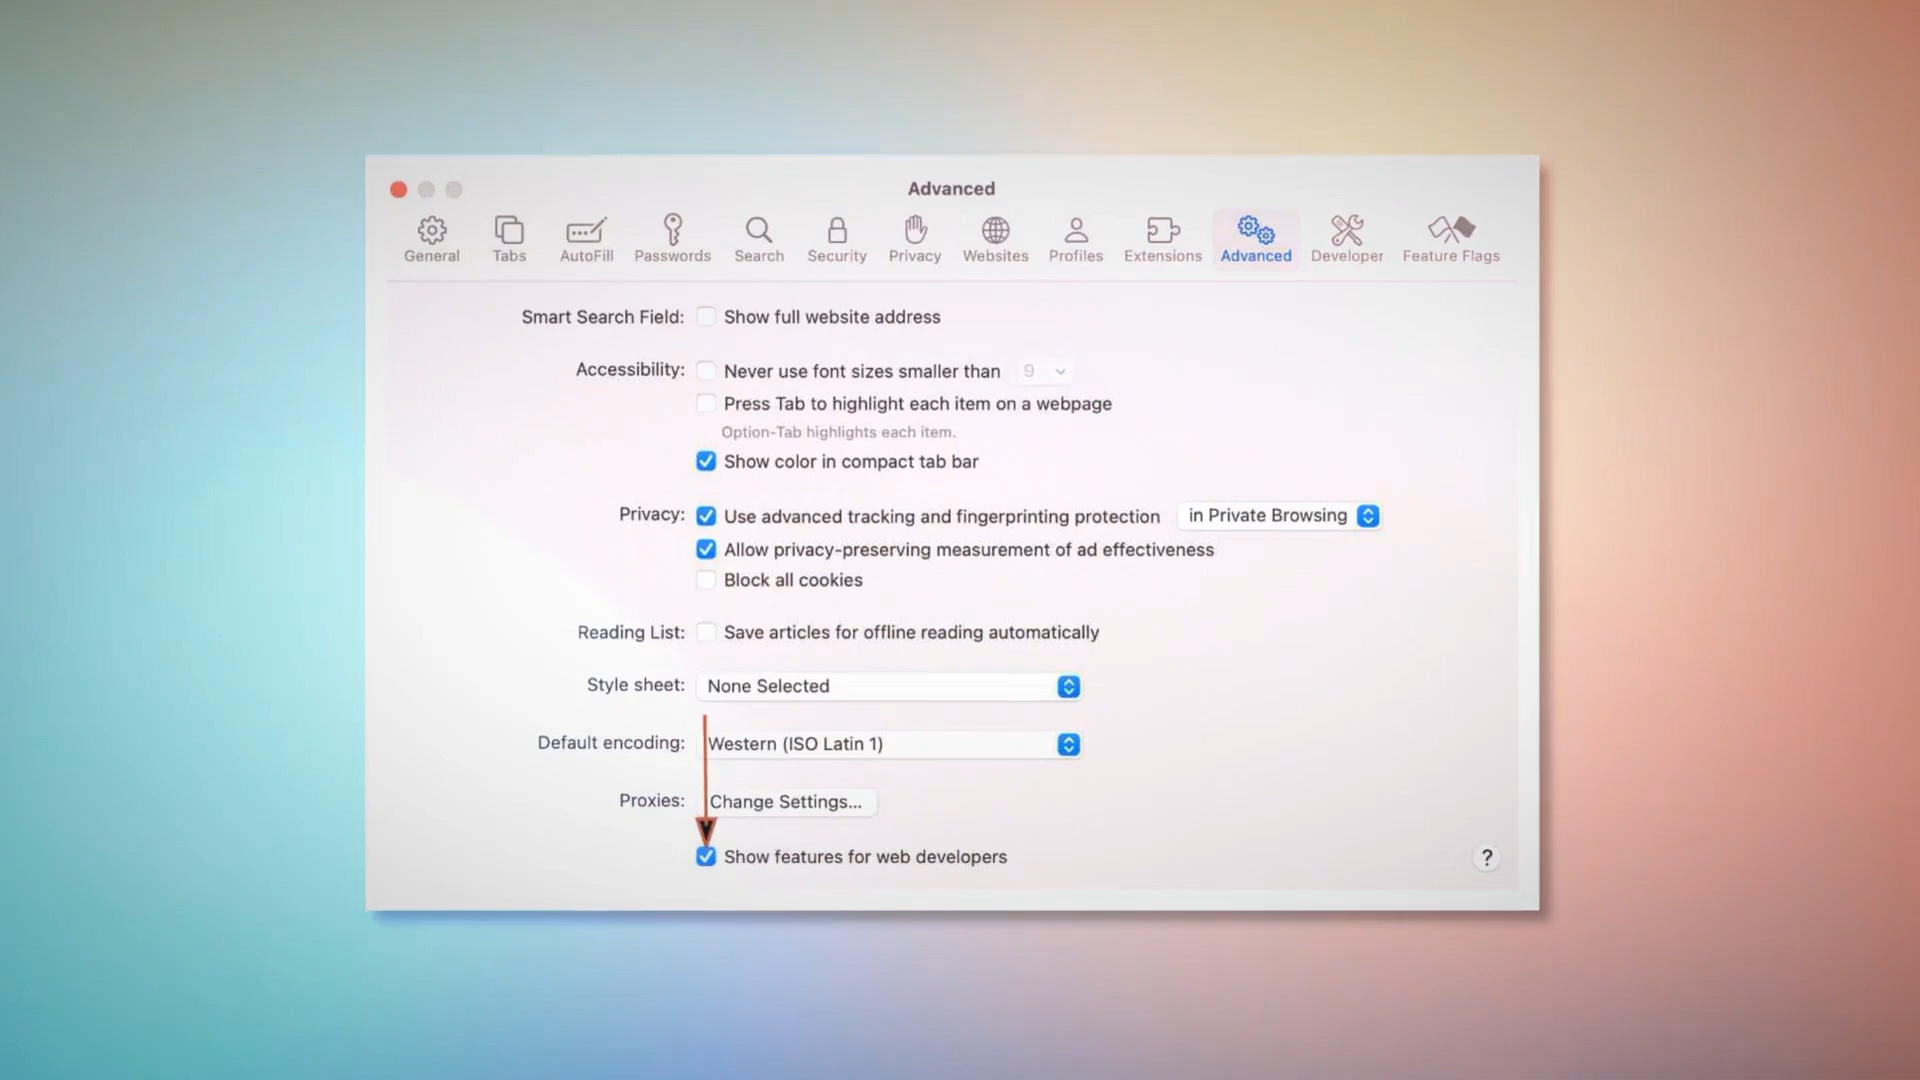 Advanced
General Tabs AutoFill Passwords Search Security Privacy Websites Profiles Extensions Advanced Developer Feature Flags
Smart Search Field: Show full website address
Accessibility: Never use font sizes smaller than 9
Press Tab to highlight each item on a webpage
Option-Tab highlights each item.
Show color in compact tab bar
Privacy: Use advanced tracking and fingerprinting protection in Private Browsing
Allow privacy-preserving measurement of ad effectiveness
Block all cookies
Reading List: Save articles for offline reading automatically
Style sheet: None Selected
Default encoding: Western (ISO Latin 1)
Proxies: Change Settings...
Show features for web developers ?